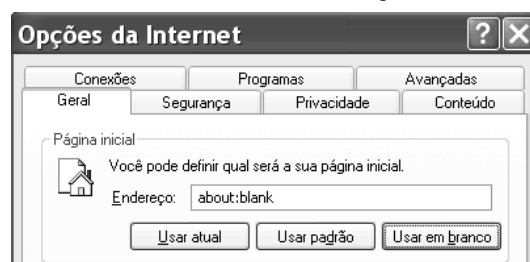 Opções da Internet
Conexões Programas Avançadas
Geral Segurança Privacidade Conteúdo
Página inicial
Você pode definir qual será a sua página inicial.
Endereço: about:blank
Usar atual Usar padrão Usar em branco